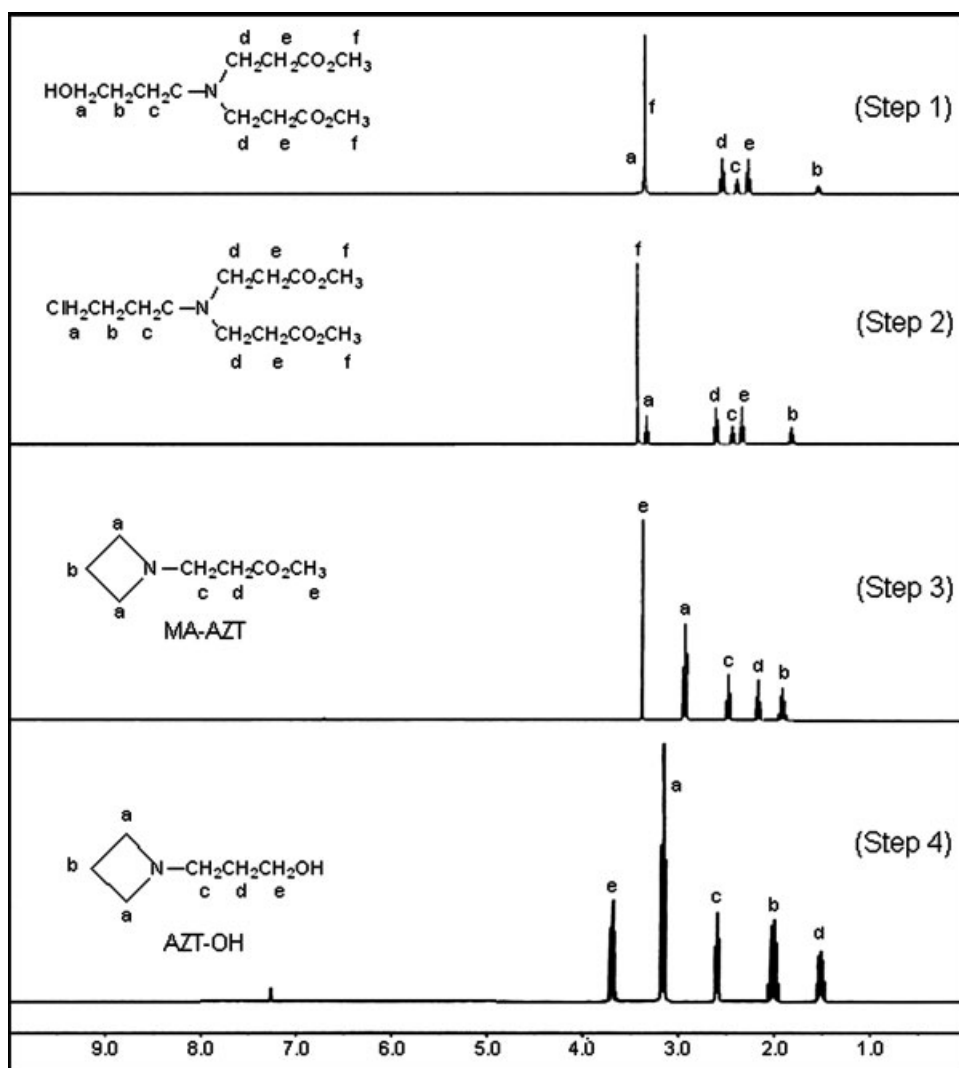 d e f
CH₂CH₂CO₂CH₃
HOH₂CH₂CH₂C N
a b c
CH₂CH₂CO₂CH₃
d e f
(Step 1)
a f d c e b
d e f
CH₂CH₂CO₂CH₃
ClH₂CH₂CH₂C N
a b c
CH₂CH₂CO₂CH₃
d e f
(Step 2)
f a d c e b
a
b N CH₂CH₂CO₂CH₃
c d e
a
MA-AZT
(Step 3)
e a c d b
a
b N CH₂CH₂CH₂OH
c d e
a
AZT-OH
(Step 4)
e a c b d
9.0 8.0 7.0 6.0 5.0 4.0 3.0 2.0 1.0